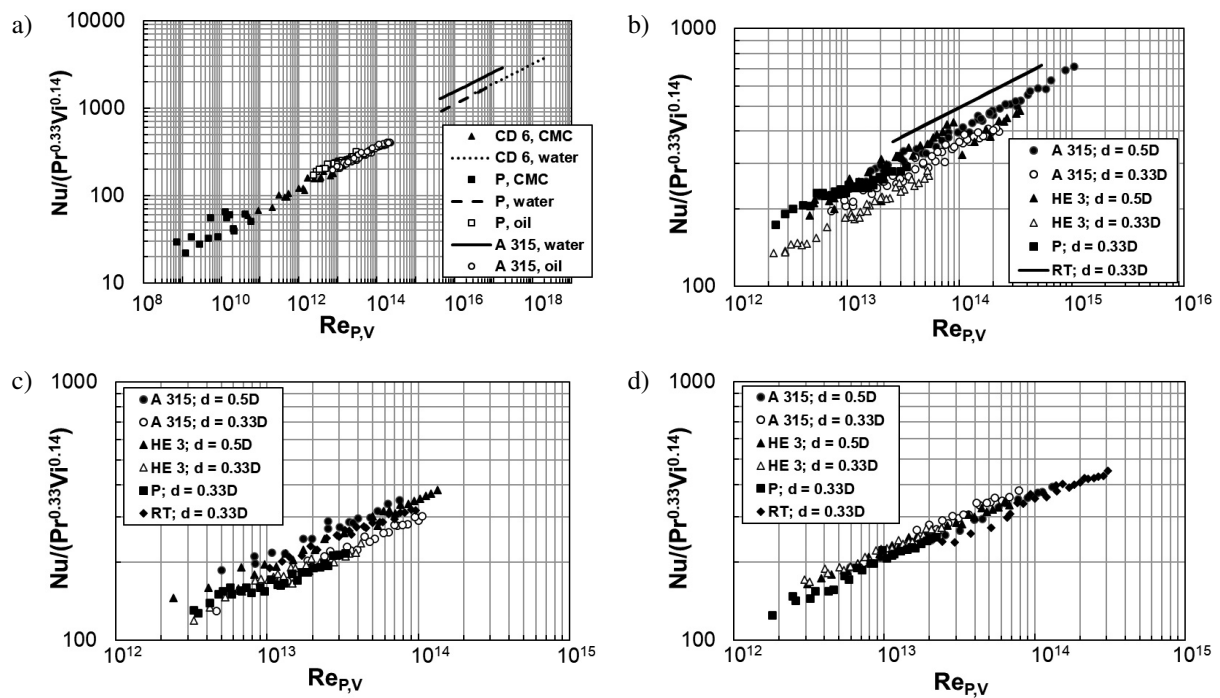 a)
10000
1000
100
10
Nu/(Pr^0.33Vi^0.14)
CD 6, CMC
CD 6, water
P, CMC
P, water
P, oil
A 315, water
A 315, oil
10^8 10^10 10^12 10^14 10^16 10^18
Re_P,V
b)
1000
100
Nu/(Pr^0.33Vi^0.14)
A 315; d = 0.5D
A 315; d = 0.33D
HE 3; d = 0.5D
HE 3; d = 0.33D
P; d = 0.33D
RT; d = 0.33D
10^12 10^13 10^14 10^15 10^16
Re_P,V
c)
1000
100
Nu/(Pr^0.33Vi^0.14)
A 315; d = 0.5D
A 315; d = 0.33D
HE 3; d = 0.5D
HE 3; d = 0.33D
P; d = 0.33D
RT; d = 0.33D
10^12 10^13 10^14 10^15
Re_P,V
d)
1000
100
Nu/(Pr^0.33Vi^0.14)
A 315; d = 0.5D
A 315; d = 0.33D
HE 3; d = 0.5D
HE 3; d = 0.33D
P; d = 0.33D
RT; d = 0.33D
10^12 10^13 10^14 10^15
Re_P,V